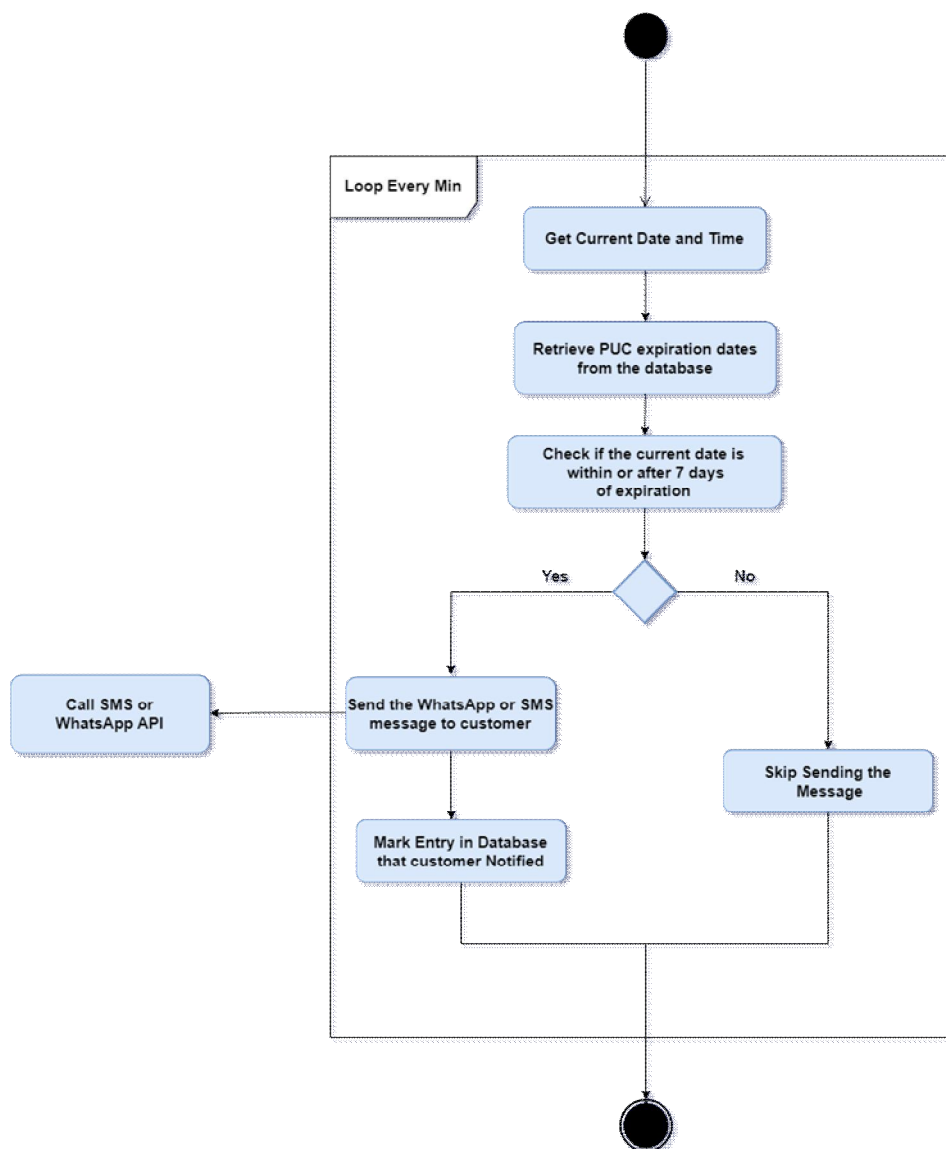 Loop Every Min
Get Current Date and Time
Retrieve PUC expiration dates
from the database
Check if the current date is
within or after 7 days
of expiration
Yes
No
Call SMS or
WhatsApp API
Send the WhatsApp or SMS
message to customer
Skip Sending the
Message
Mark Entry in Database
that customer Notified